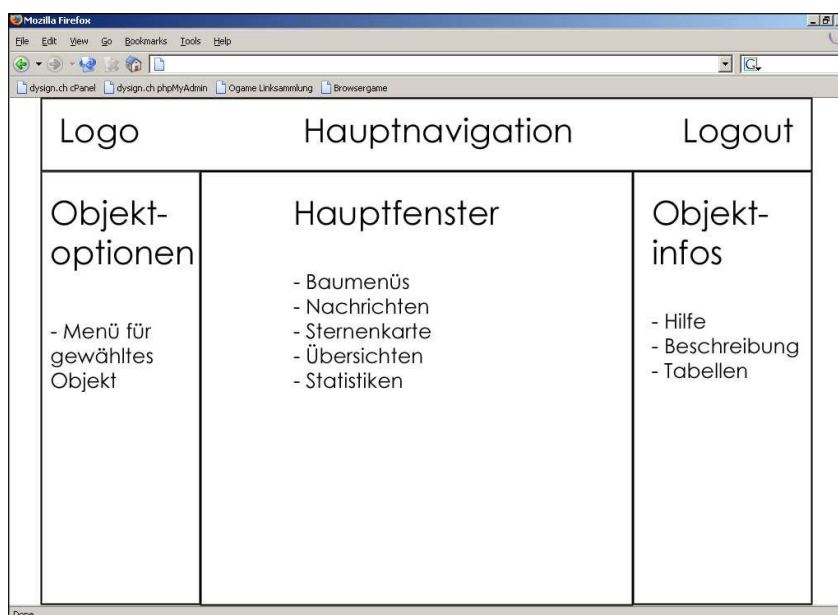 Mozilla Firefox
File Edit View Go Bookmarks Tools Help
G
dysign.ch cPanel dysign.ch phpMyAdmin Ogame Linksammlung Browsergame
Logo Hauptnavigation Logout
Objekt-
optionen
- Menü für
gewähltes
Objekt
Hauptfenster
- Baumenüs
- Nachrichten
- Sternenkarte
- Übersichten
- Statistiken
Objekt-
infos
- Hilfe
- Beschreibung
- Tabellen
Done